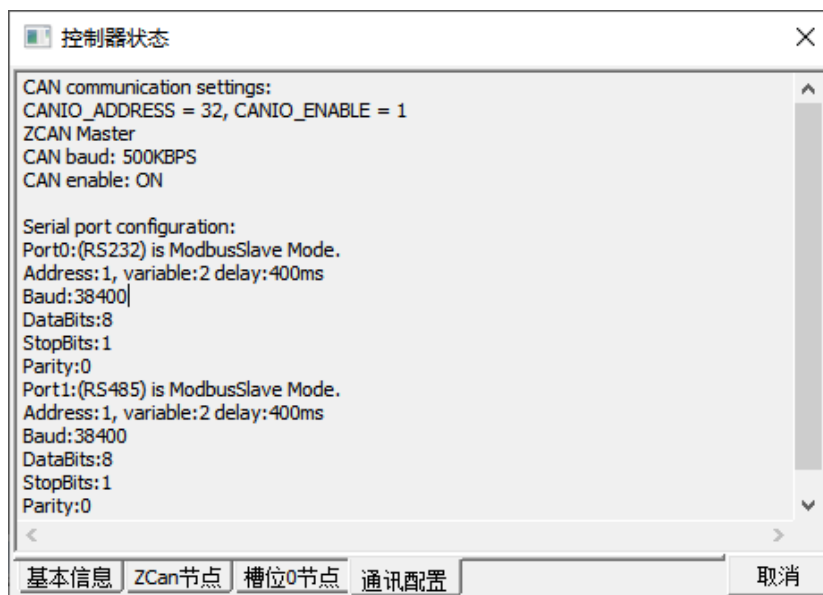 控制器状态
CAN communication settings:
CANIO_ADDRESS = 32, CANIO_ENABLE = 1
ZCAN Master
CAN baud: 500KBPS
CAN enable: ON
Serial port configuration:
Port0:(RS232) is ModbusSlave Mode.
Address:1, variable:2 delay:400ms
Baud:38400
DataBits:8
StopBits:1
Parity:0
Port1:(RS485) is ModbusSlave Mode.
Address:1, variable:2 delay:400ms
Baud:38400
DataBits:8
StopBits:1
Parity:0
基本信息 ZCan节点 槽位0节点 通讯配置 取消